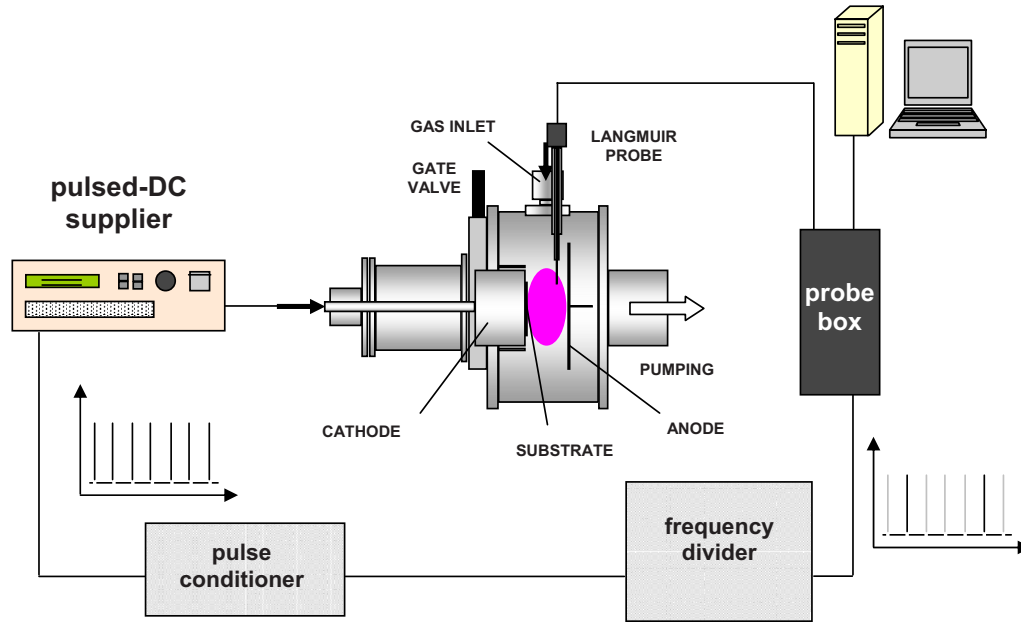 GAS INLET
LANGMUIR
PROBE
GATE
VALVE
pulsed-DC
supplier
probe
box
PUMPING
CATHODE
ANODE
SUBSTRATE
frequency
divider
pulse
conditioner